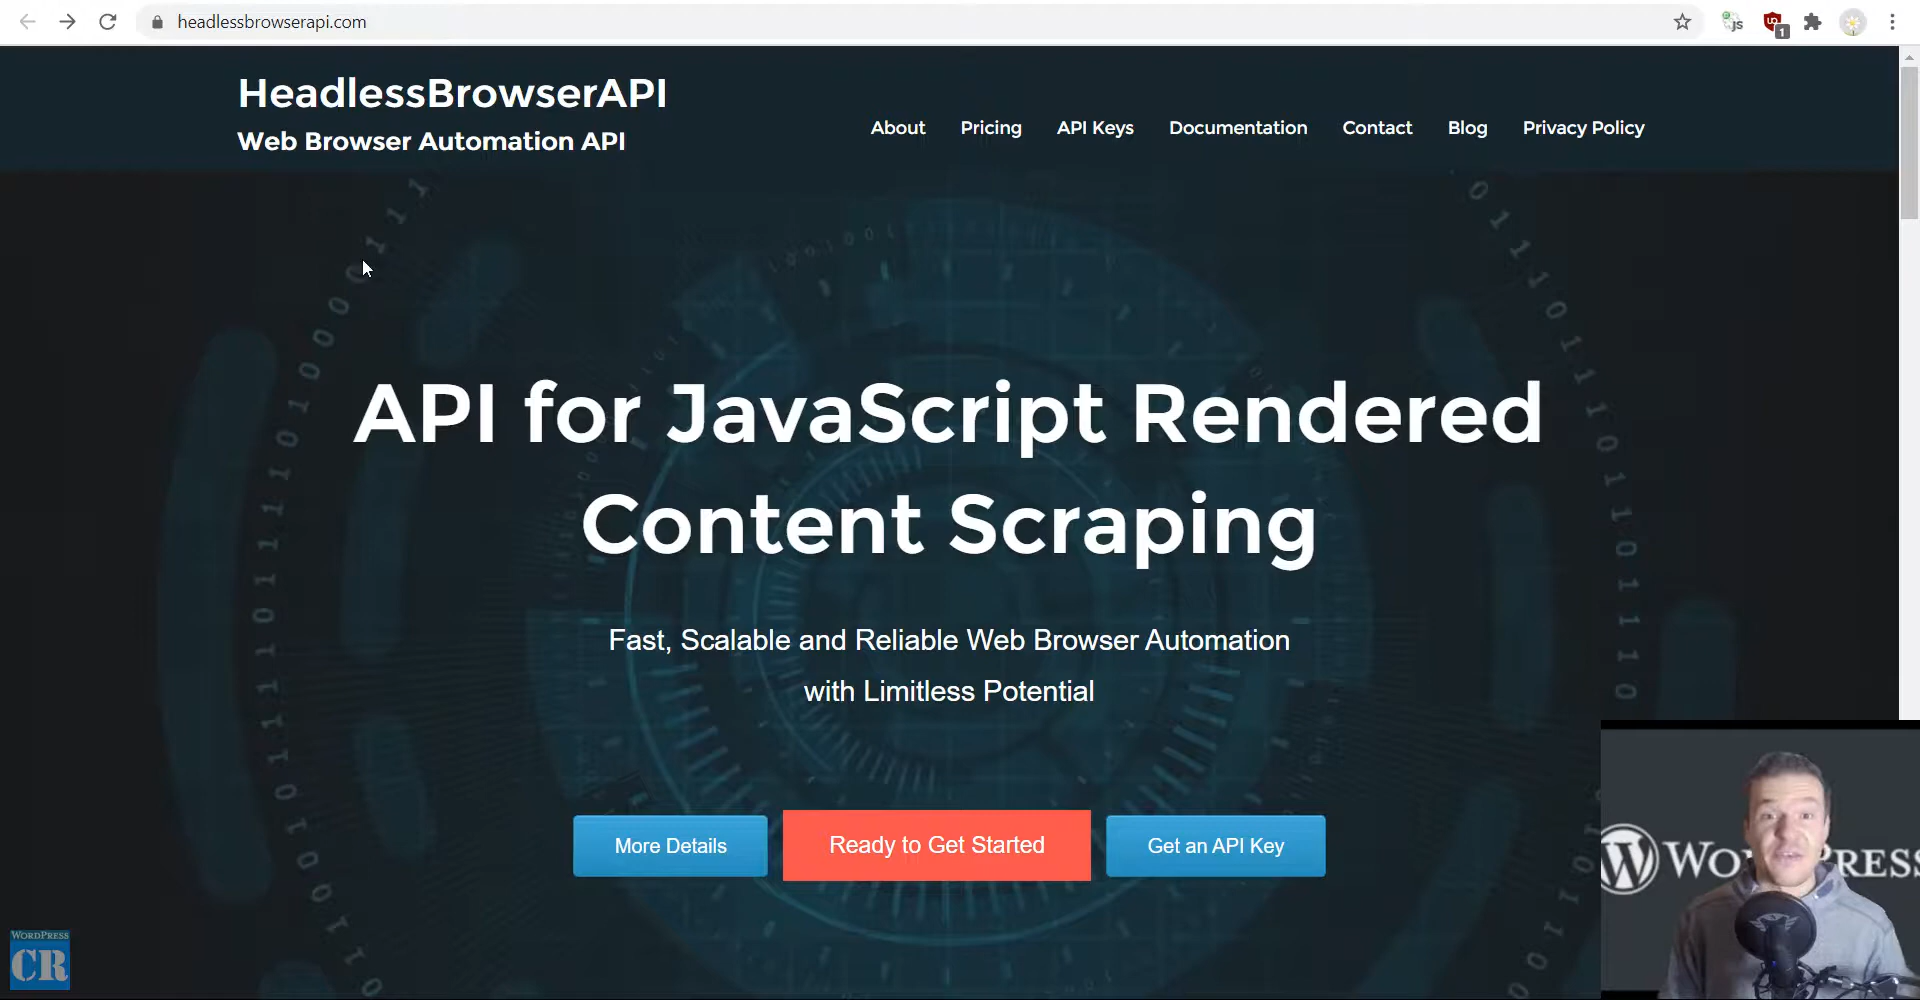 headlessbrowserapi.com
JS
1
HeadlessBrowserAPI
Web Browser Automation API
About Pricing API Keys Documentation Contact Blog Privacy Policy
API for JavaScript Rendered
Content Scraping
Fast, Scalable and Reliable Web Browser Automation
with Limitless Potential
More Details Ready to Get Started Get an API Key
WORDPRESS
CR